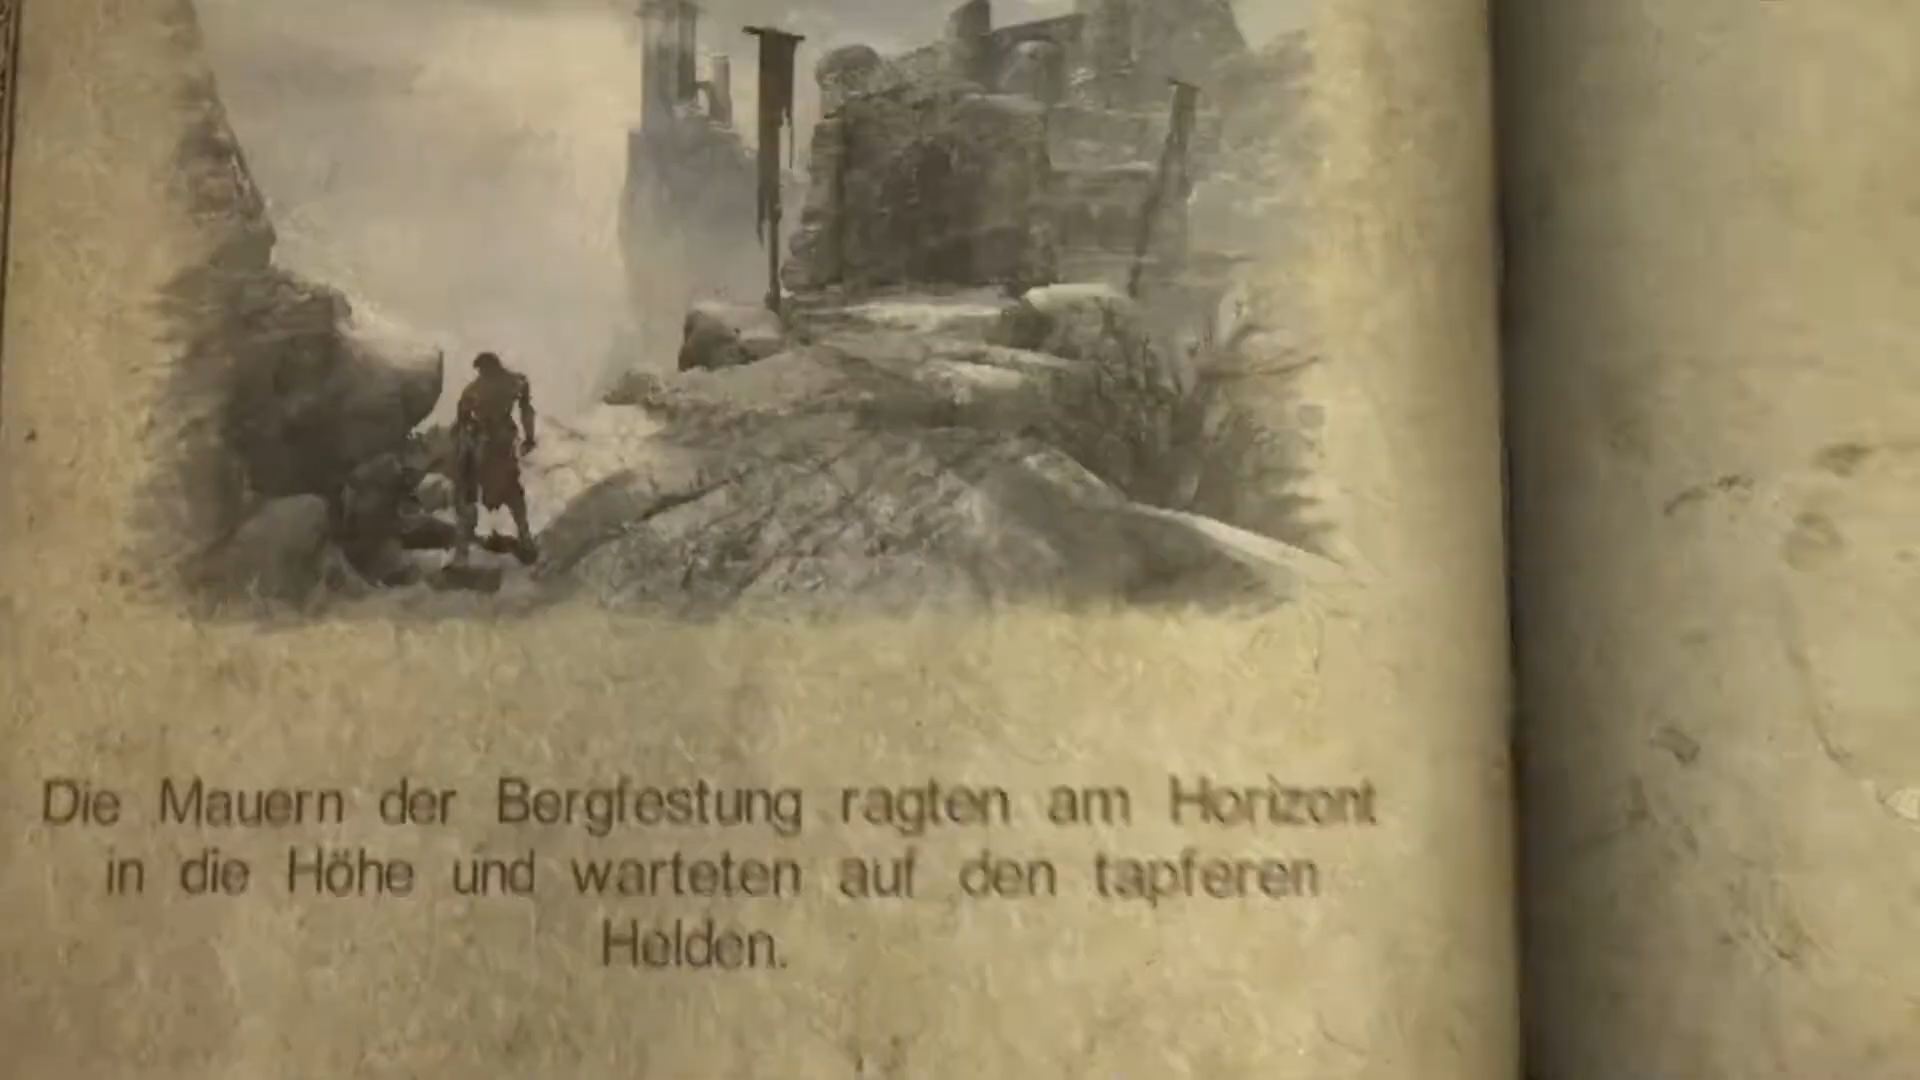 Die Mauern der Bergfestung ragten am Horizont
in die Höhe und warteten auf den tapferen
Helden.